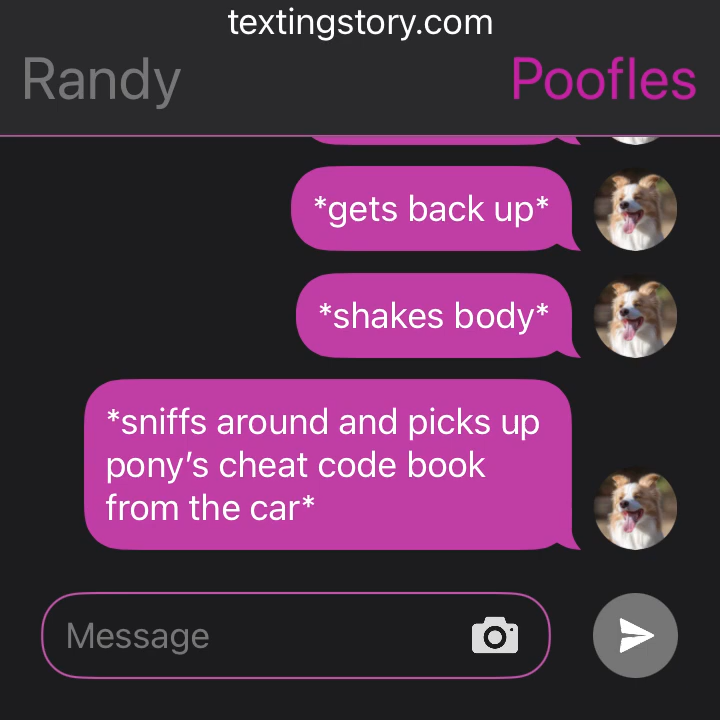 textingstory.com
Randy
Poofles
*gets back up*
*shakes body*
*sniffs around and picks up
pony’s cheat code book
from the car*
Message